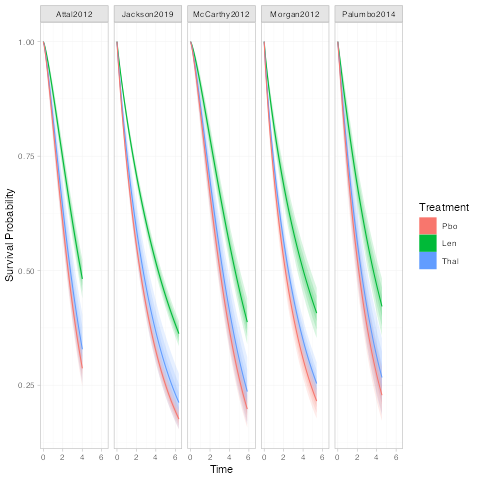 Attal2012 Jackson2019 McCarthy2012 Morgan2012 Palumbo2014
1.00
0.75
0.50
0.25
Survival Probability
0 2 4 6 0 2 4 6 0 2 4 6 0 2 4 6 0 2 4 6
Time
Treatment
Pbo
Len
Thal